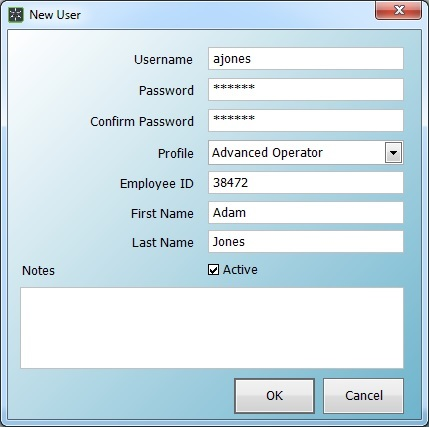 New User
Username ajones
Password ******
Confirm Password ******
Profile Advanced Operator
Employee ID 38472
First Name Adam
Last Name Jones
Notes Active
OK Cancel